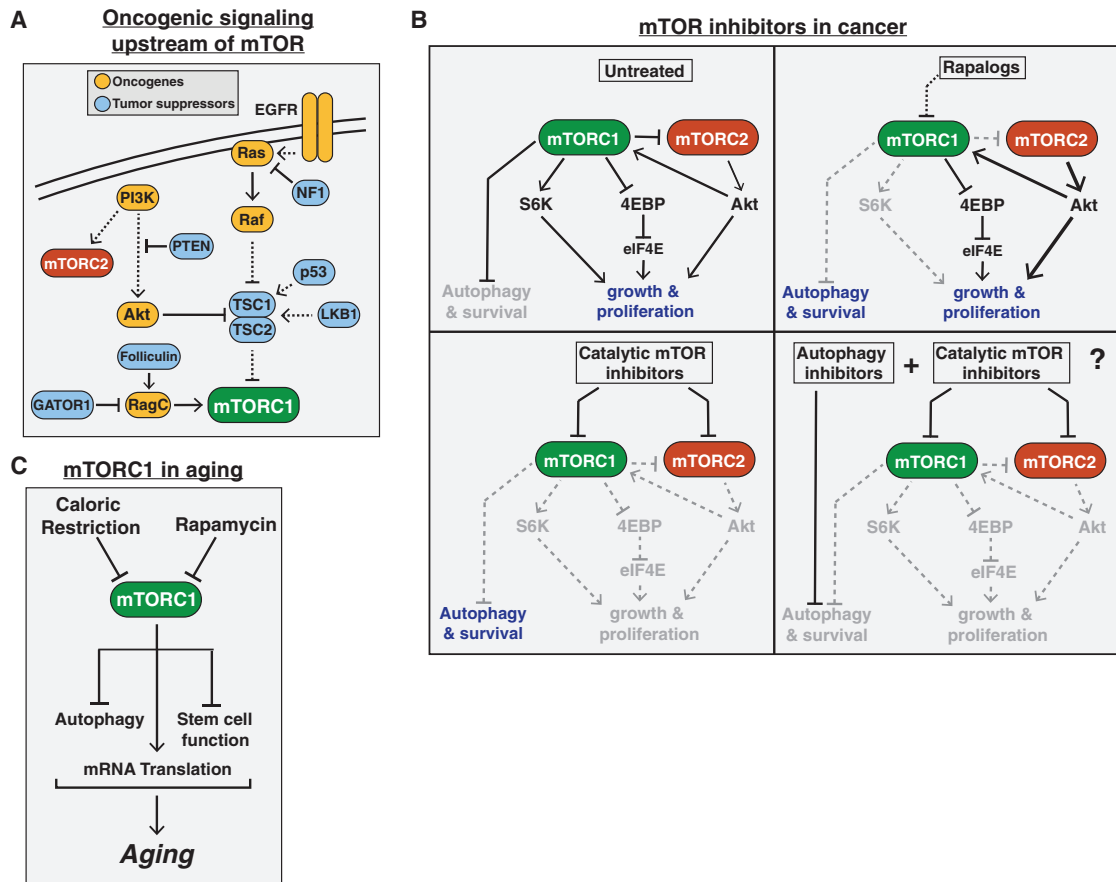 A
Oncogenic signaling
upstream of mTOR
Oncogenes
Tumor suppressors
EGFR
Ras
NF1
PI3K
Raf
PTEN
mTORC2
p53
TSC1
Akt
LKB1
TSC2
Folliculin
GATOR1
RagC
mTORC1
B
mTOR inhibitors in cancer
Untreated
mTORC1
mTORC2
S6K
4EBP
Akt
eIF4E
Autophagy
& survival
growth &
proliferation
Rapalogs
mTORC1
mTORC2
S6K
4EBP
Akt
eIF4E
Autophagy
& survival
growth &
proliferation
Catalytic mTOR
inhibitors
mTORC1
mTORC2
S6K
4EBP
Akt
eIF4E
Autophagy
& survival
growth &
proliferation
Autophagy
inhibitors
+
Catalytic mTOR
inhibitors
?
mTORC1
mTORC2
S6K
4EBP
Akt
eIF4E
Autophagy
& survival
growth &
proliferation
C
mTORC1 in aging
Caloric
Restriction
Rapamycin
mTORC1
Autophagy
Stem cell
function
mRNA Translation
Aging